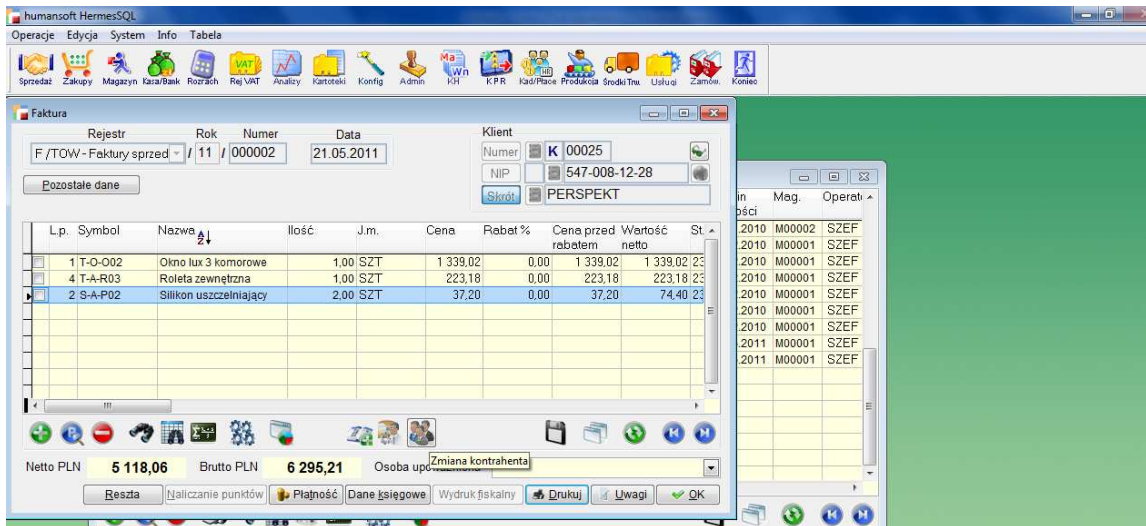 humansoft HermesSQL
Operacje Edycja System Info Tabela
Sprzedaż Zakupy Magazyn Kasa/Bank Rozrach Rej VAT Analizy Kartoteki Konfig Admin KH KPR Kad/Płace Produkcja Środki Trw. Usługi Zamów. Koniec
Faktura
Rejestr Rok Numer Data Klient
F /TOW - Faktury sprzed / 11 / 000002 21.05.2011 Numer K 00025
NIP 547-008-12-28
Pozostałe dane
Skrót PERSPEKT
L.p. Symbol Nazwa Ilość J.m. Cena Rabat % Cena przed rabatem Wartość netto St.
1 T-O-O02 Okno lux 3 komorowe 1,00 SZT 1 339,02 0,00 1 339,02 1 339,02 23
4 T-A-R03 Roleta zewnętrzna 1,00 SZT 223,18 0,00 223,18 223,18 23
2 S-A-P02 Silikon uszczelniający 2,00 SZT 37,20 0,00 37,20 74,40 23
Zmiana kontrahenta
Netto PLN 5 118,06 Brutto PLN 6 295,21 Osoba
Reszta Naliczanie punktów Płatność Dane księgowe Wydruk fiskalny Drukuj Uwagi OK
Mag. Operat
.2010 M00002 SZEF
.2010 M00001 SZEF
.2010 M00001 SZEF
.2010 M00001 SZEF
.2010 M00001 SZEF
.2010 M00001 SZEF
.2010 M00001 SZEF
.2011 M00001 SZEF
.2011 M00001 SZEF